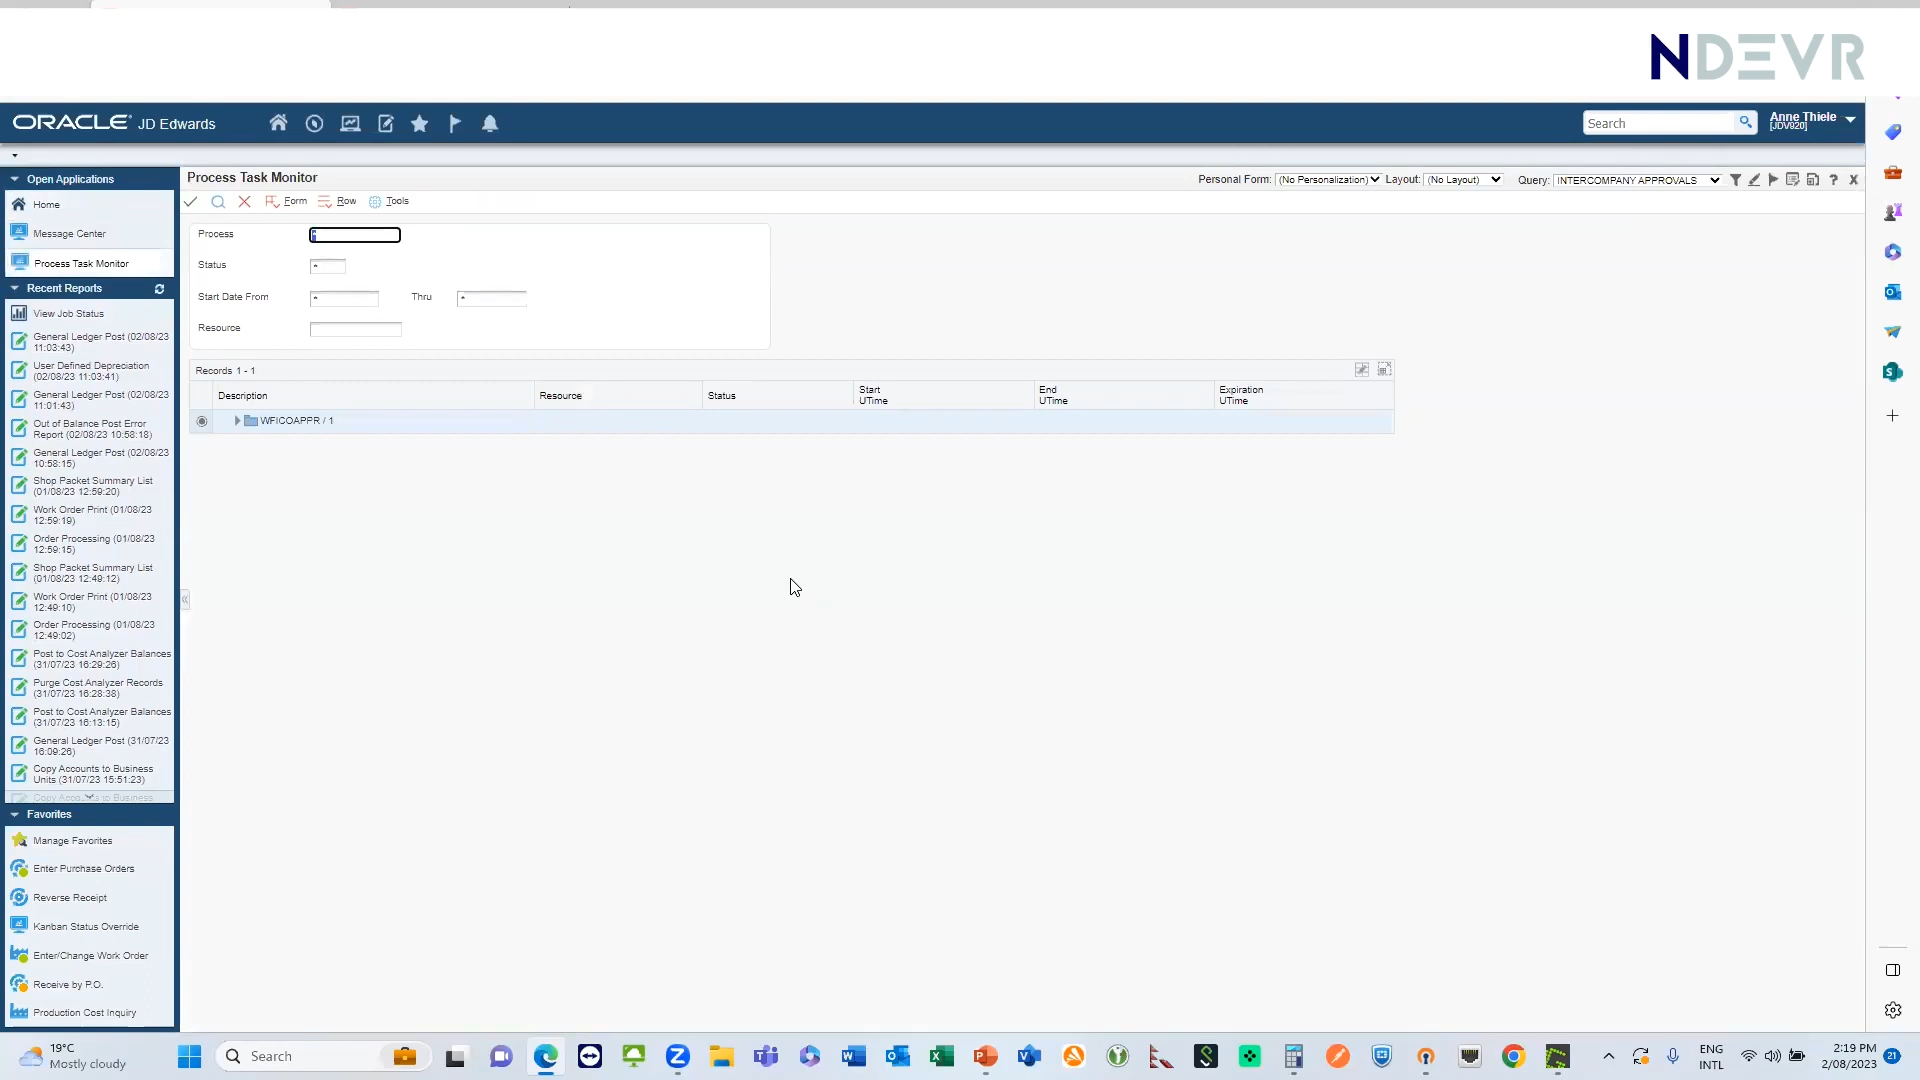 NDEVR
ORACLE JD Edwards
Search
Anne Thiele
[JDV920]
Open Applications
Home
Message Center
Process Task Monitor
Recent Reports
View Job Status
General Ledger Post (02/08/23
11:03:43)
User Defined Depreciation
(02/08/23 11:03:41)
General Ledger Post (02/08/23
11:01:43)
Out of Balance Post Error
Report (02/08/23 10:58:18)
General Ledger Post (02/08/23
10:58:15)
Shop Packet Summary List
(01/08/23 12:59:20)
Work Order Print (01/08/23
12:59:19)
Order Processing (01/08/23
12:59:15)
Shop Packet Summary List
(01/08/23 12:49:12)
Work Order Print (01/08/23
12:49:10)
Order Processing (01/08/23
12:49:02)
Post to Cost Analyzer Balances
(31/07/23 16:29:26)
Purge Cost Analyzer Records
(31/07/23 16:28:38)
Post to Cost Analyzer Balances
(31/07/23 16:13:15)
General Ledger Post (31/07/23
16:09:26)
Copy Accounts to Business
Units (31/07/23 15:51:23)
Copy Accounts to Business
Favorites
Manage Favorites
Enter Purchase Orders
Reverse Receipt
Kanban Status Override
Enter/Change Work Order
Receive by P.O.
Production Cost Inquiry
Process Task Monitor
Personal Form: (No Personalization) Layout: (No Layout) Query: INTERCOMPANY APPROVALS
Form Row Tools
Process *
Status *
Start Date From * Thru *
Resource
Records 1 - 1
Description Resource Status Start UTime End UTime Expiration UTime
WFICOAPPR / 1
19°C
Mostly cloudy
Search
ENG
INTL
2:19 PM
2/08/2023
21